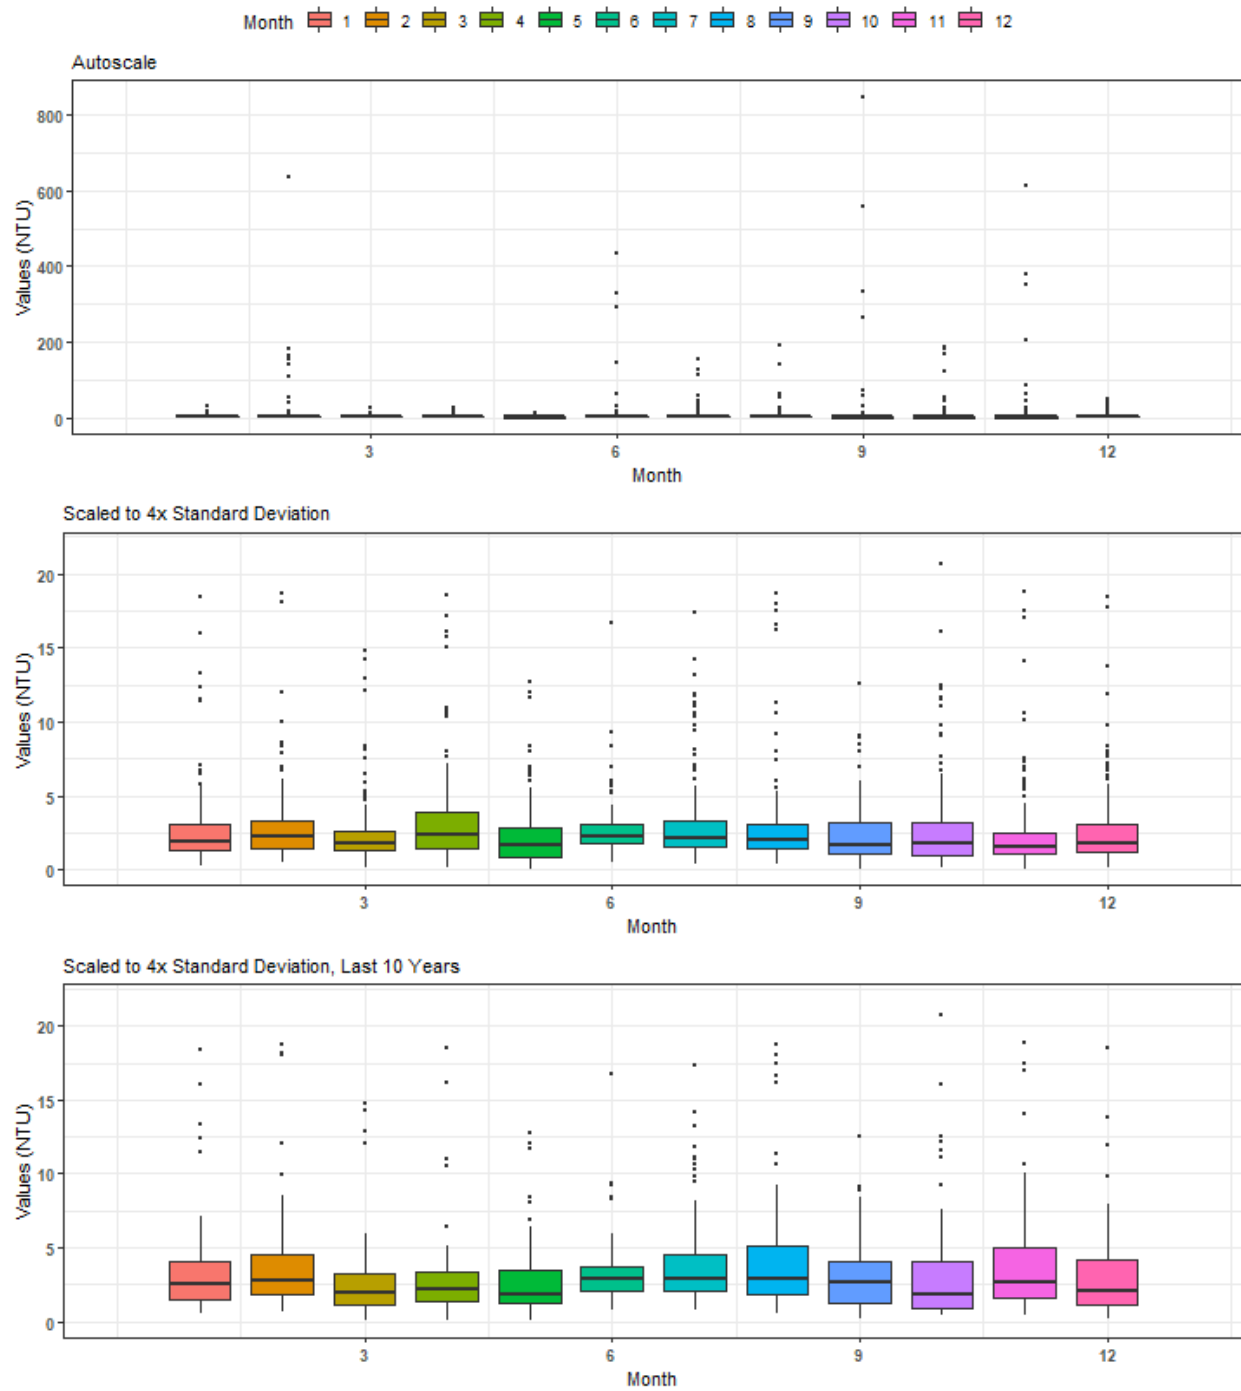 Month 1 2 3 4 5 6 7 8 9 10 11 12
Autoscale
Values (NTU)
800
600
400
200
0
3 6 9 12
Month
Scaled to 4x Standard Deviation
Values (NTU)
20
15
10
5
0
3 6 9 12
Month
Scaled to 4x Standard Deviation, Last 10 Years
Values (NTU)
20
15
10
5
0
3 6 9 12
Month